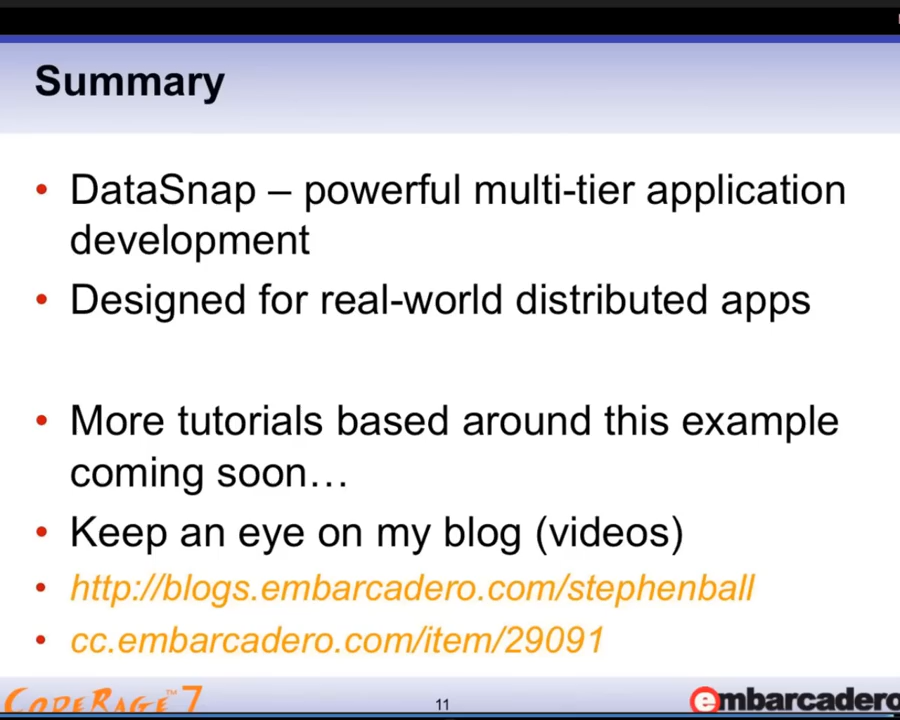 Summary
• DataSnap – powerful multi-tier application
development
• Designed for real-world distributed apps
• More tutorials based around this example
coming soon…
• Keep an eye on my blog (videos)
• http://blogs.embarcadero.com/stephenball
• cc.embarcadero.com/item/29091
CODERAGE™ 7
11
embarcadero